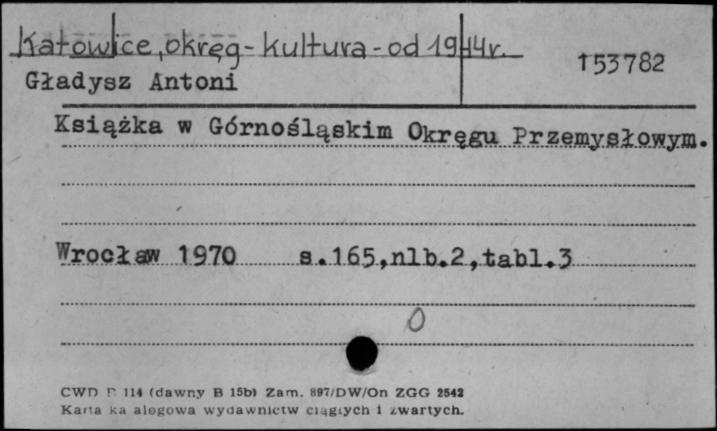 Katowice, okręg - kultura - od 1944r.
153782
Gładysz Antoni
Książka w Górnośląskim Okręgu Przemysłowym.
Wrocław 1970 s.165,nlb.2,tabl.3
0
CWD 114 (dawny B 15b) Zam. 897/DW/On ZGG 2542
Karta ka alogowa wydawnictw ciągłych i zwartych.